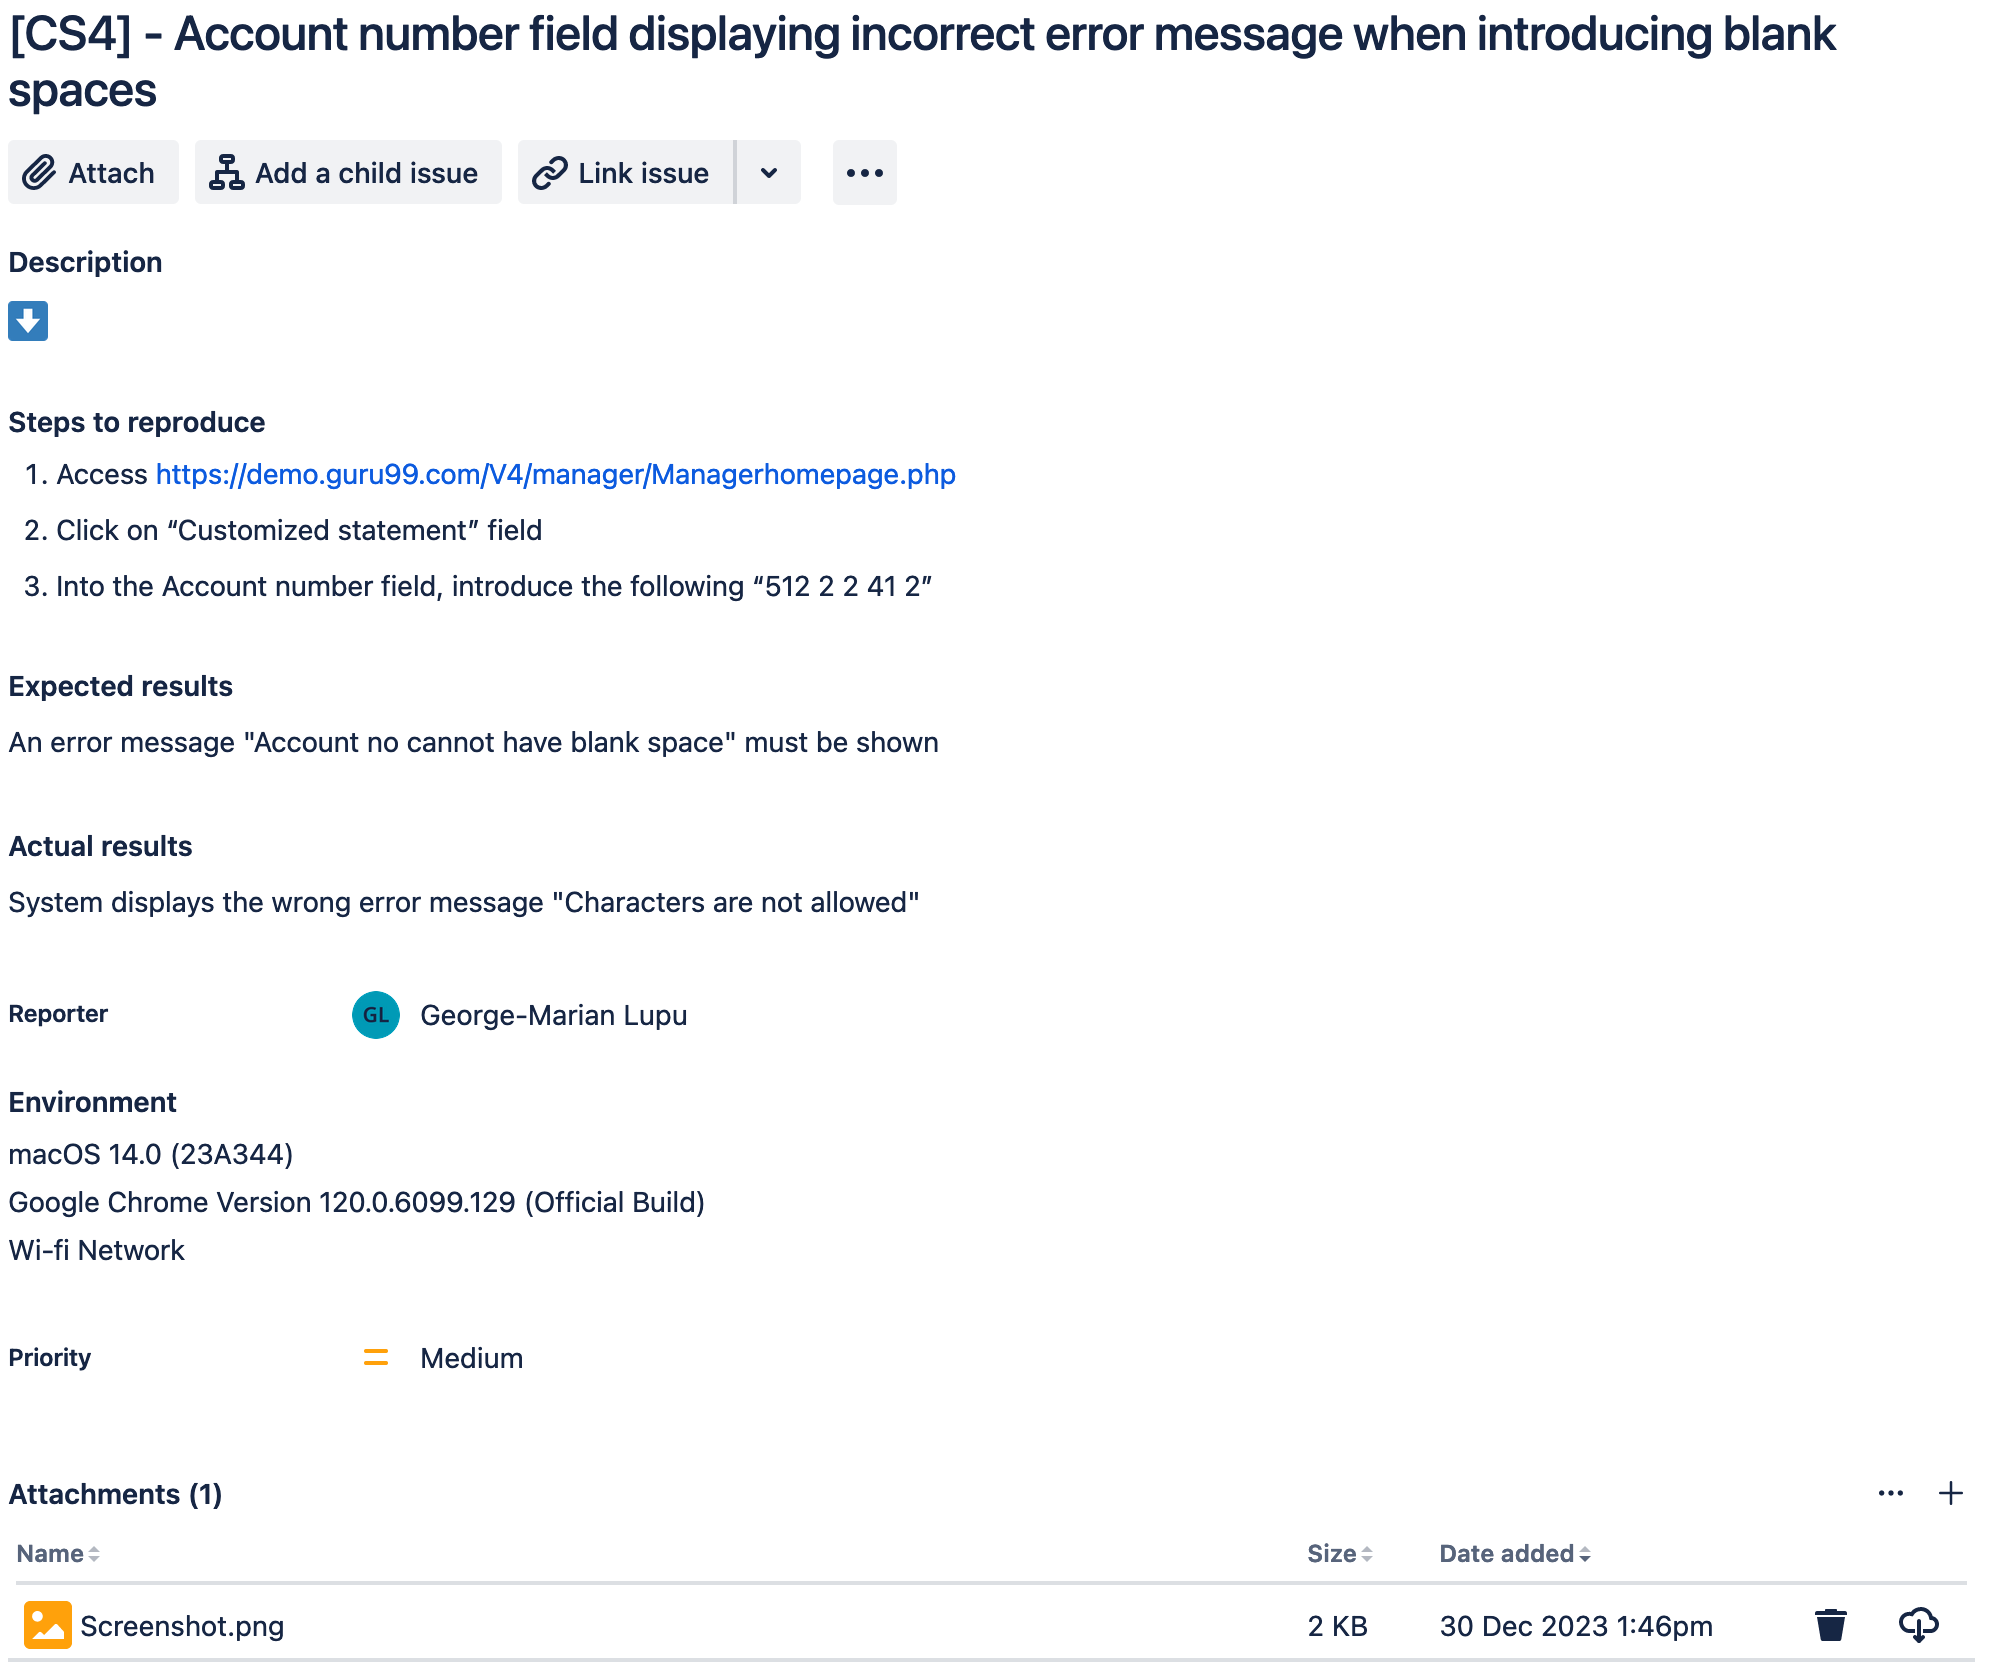 [CS4] - Account number field displaying incorrect error message when introducing blank
spaces
Attach Add a child issue Link issue
Description
Steps to reproduce
1. Access https://demo.guru99.com/V4/manager/Managerhomepage.php
2. Click on “Customized statement” field
3. Into the Account number field, introduce the following “512 2 2 41 2”
Expected results
An error message "Account no cannot have blank space" must be shown
Actual results
System displays the wrong error message "Characters are not allowed"
Reporter GL George-Marian Lupu
Environment
macOS 14.0 (23A344)
Google Chrome Version 120.0.6099.129 (Official Build)
Wi-fi Network
Priority Medium
Attachments (1)
Name Size Date added
Screenshot.png 2 KB 30 Dec 2023 1:46pm